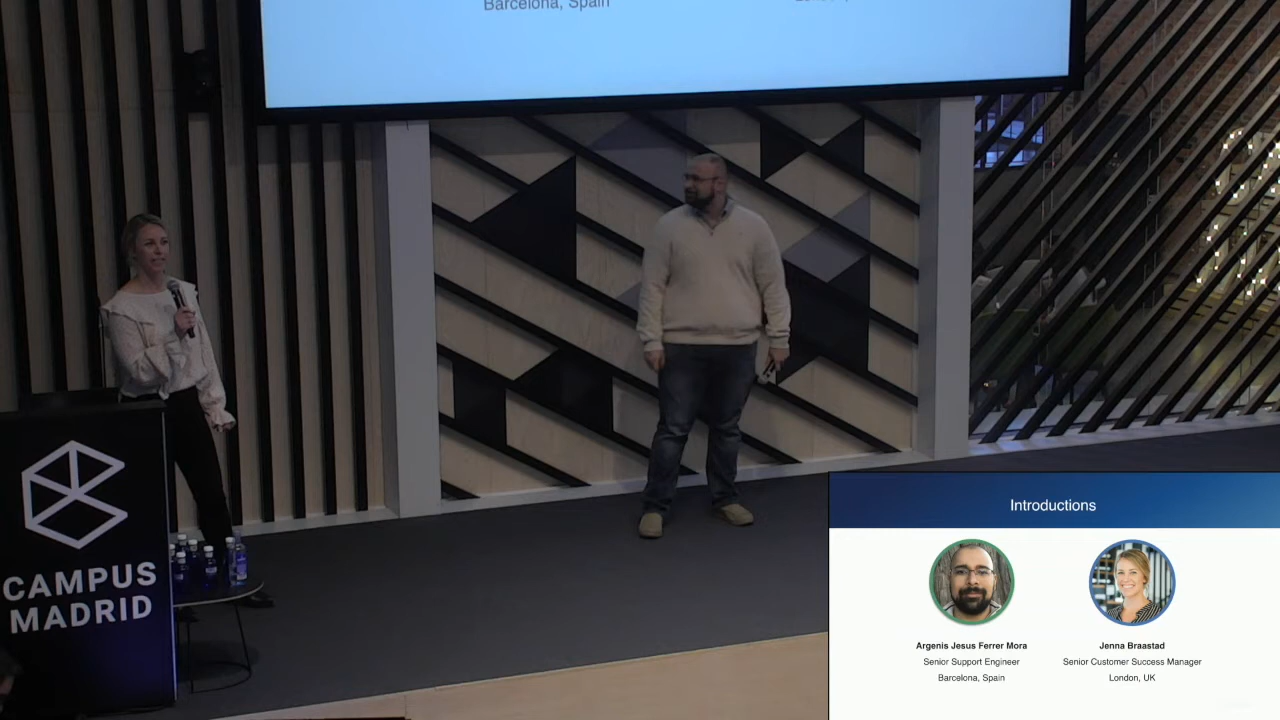 Barcelona, Spain
CAMPUS
MADRID
Introductions
Argenis Jesus Ferrer Mora
Senior Support Engineer
Barcelona, Spain
Jenna Braastad
Senior Customer Success Manager
London, UK